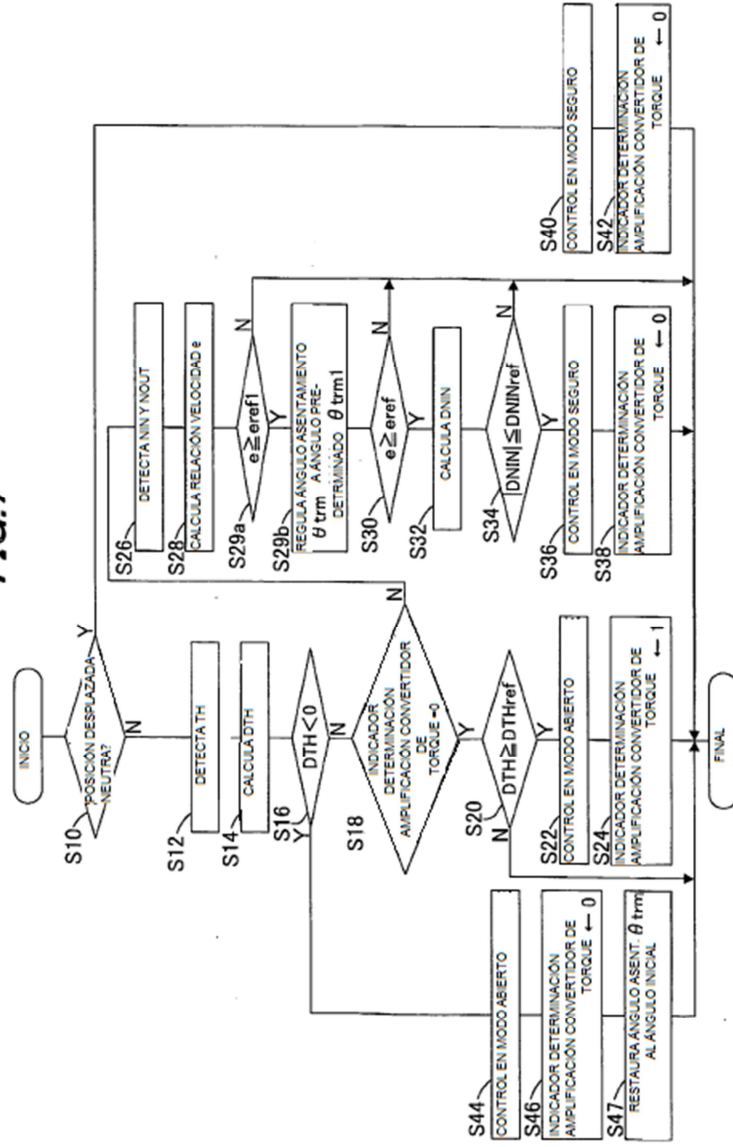 INICIO
S10
POSICIÓN DESPLAZADA
NEUTRA?
Y
N
S12
DETECTA TH
S14
CALCULA DTH
S16
DTH<0
Y
N
S18
INDICADOR
DETERMINACIÓN
AMPLIFICACIÓN CONVERTIDOR
DE
TORQUE =0
N
Y
S20
DTH≧DTHref
N
Y
S22
CONTROL EN MODO ABIERTO
S24
INDICADOR DETERMINACIÓN
AMPLIFICACIÓN CONVERTIDOR DE
TORQUE ← 1
FINAL
S26
DETECTA NIN Y NOUT
S28
CALCULA RELACIÓN VELOCIDAD e
S29a
e≧eref1
N
Y
S29b
REGULA ÁNGULO ASENTAMIENTO
θ trm A ÁNGULO PRE-
DETRMINADO θ trm1
S30
e≧eref
N
Y
S32
CALCULA DNIN
S34
|DNIN|≦DNINref
N
Y
S36
CONTROL EN MODO SEGURO
S38
INDICADOR DETERMINACIÓN
AMPLIFICACIÓN CONVERTIDOR DE
TORQUE ← 0
S40
CONTROL EN MODO SEGURO
S42
INDICADOR DETERMINACIÓN
AMPLIFICACIÓN CONVERTIDOR DE
TORQUE ← 0
S44
CONTROL EN MODO ABIERTO
S46
INDICADOR DETERMINACIÓN
AMPLIFICACIÓN CONVERTIDOR DE
TORQUE ← 0
S47
RESTAURA ÁNGULO ASENT. θ trm
AL ÁNGULO INICIAL